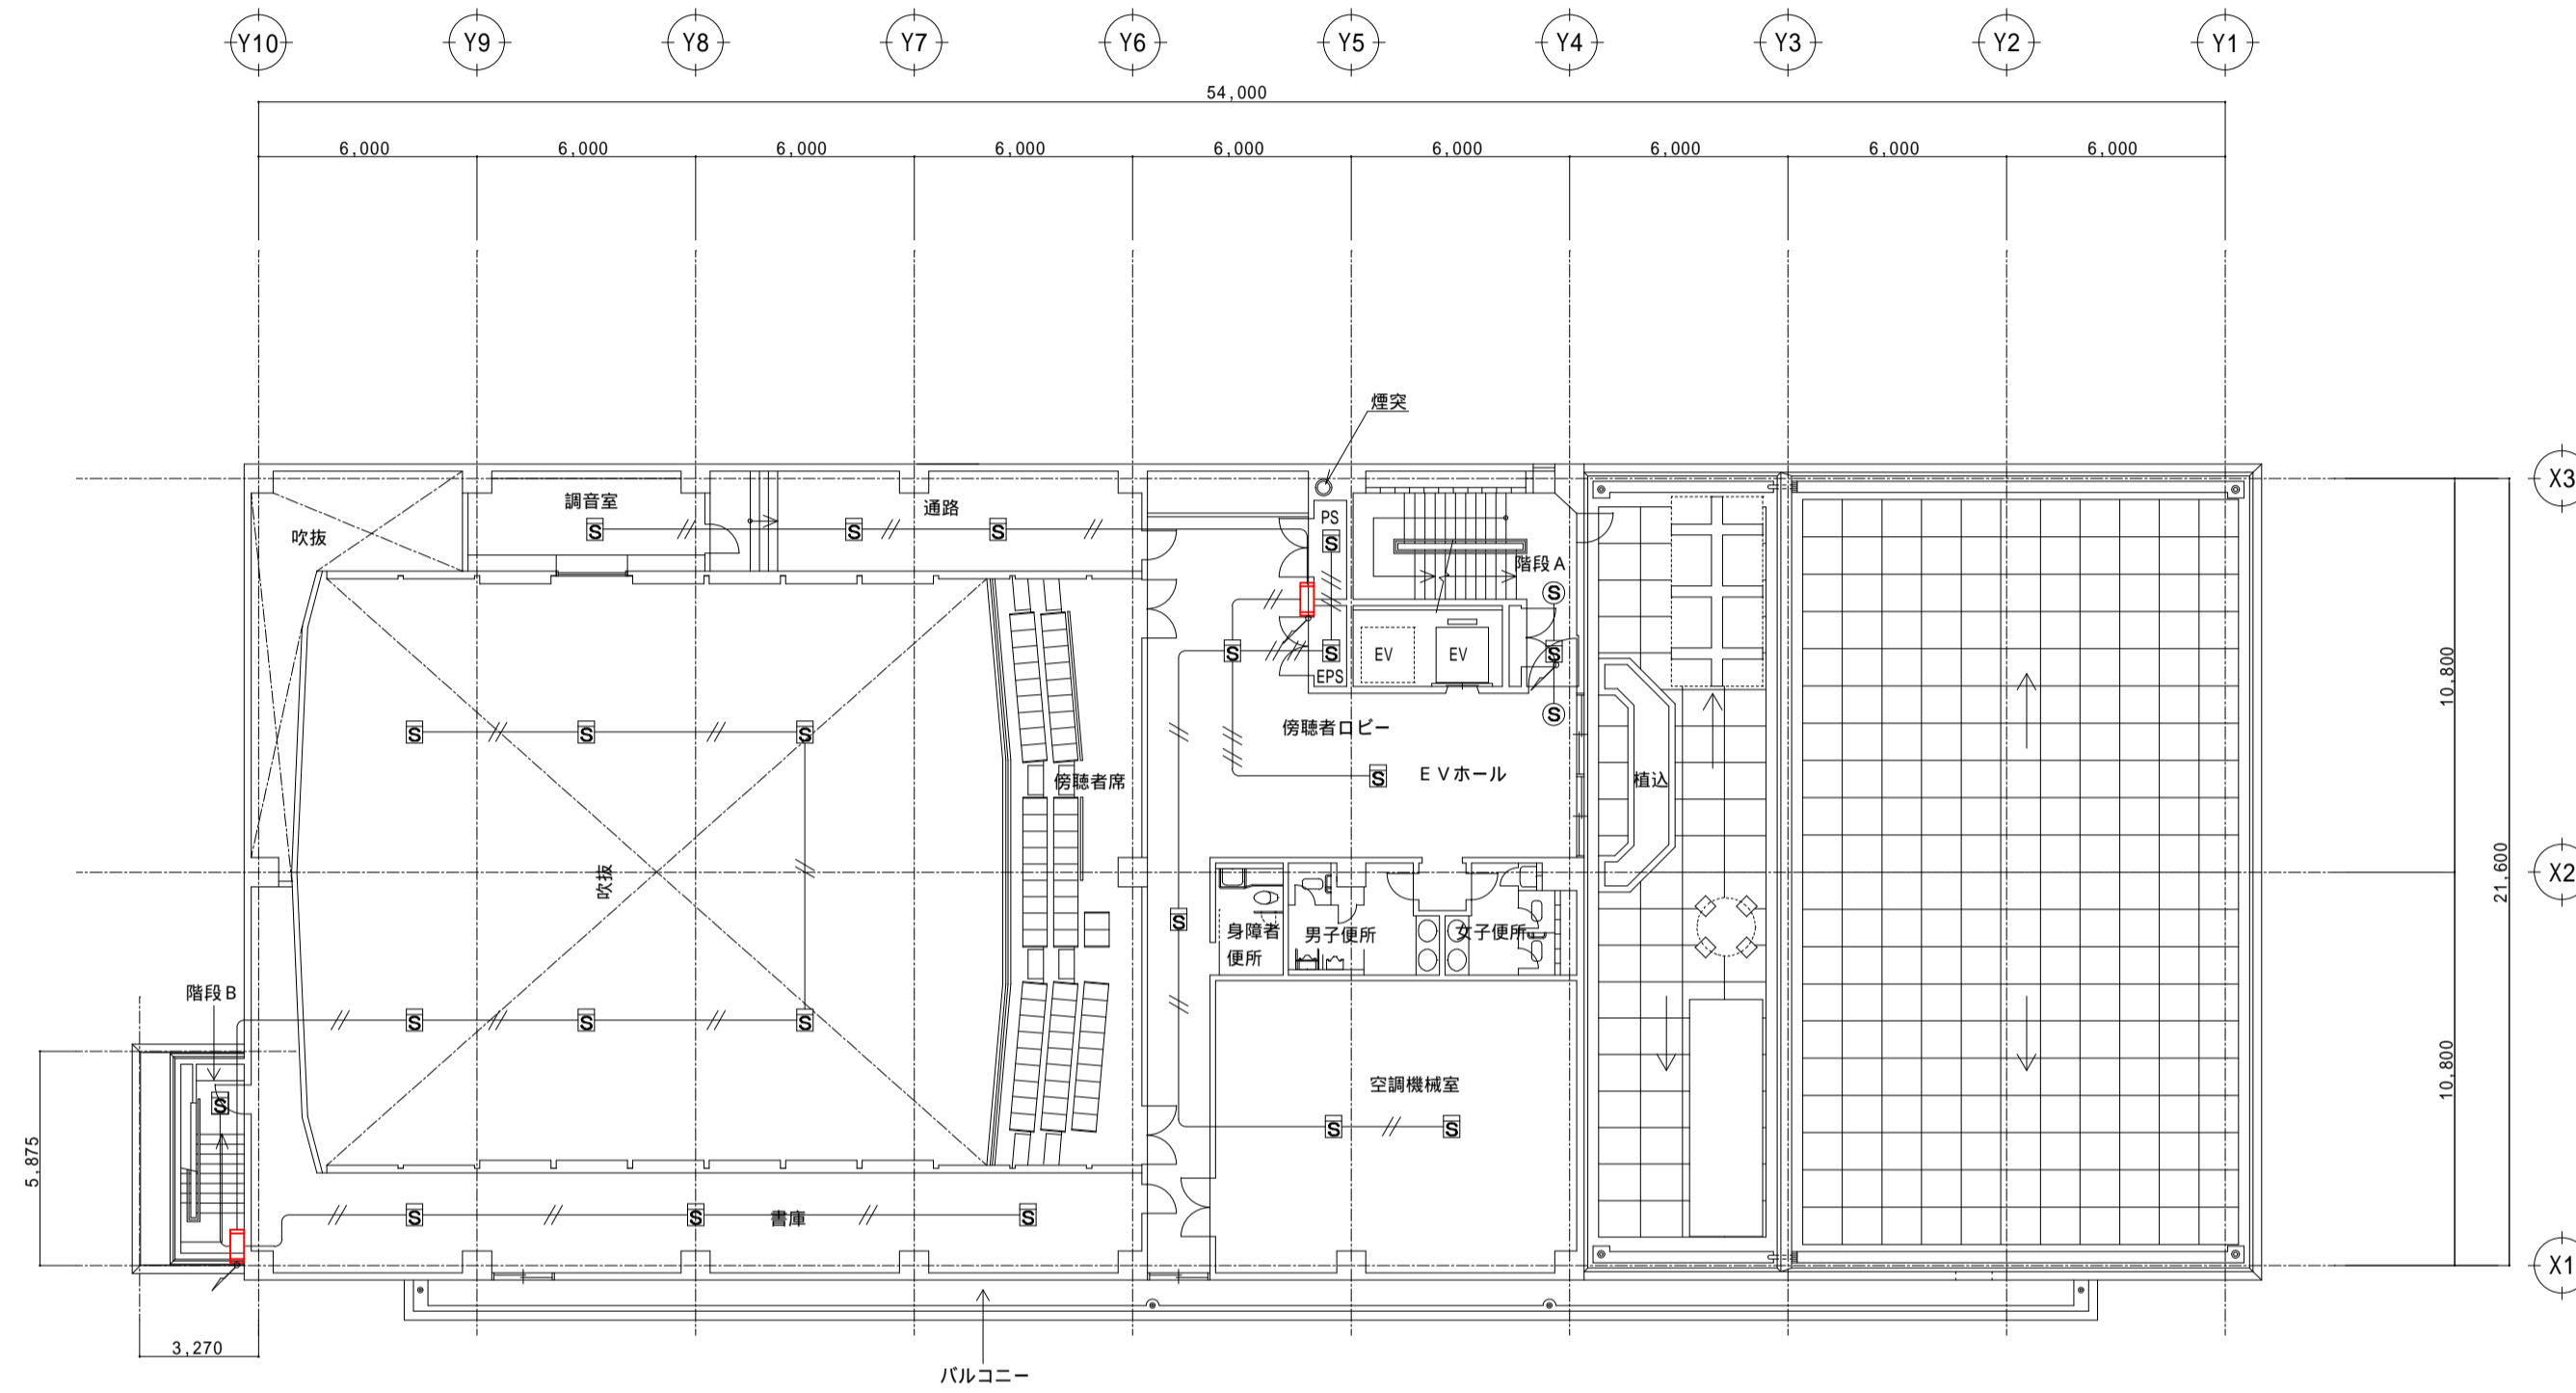 Y10 Y9 Y8 Y7 Y6 Y5 Y4 Y3 Y2 Y1
54,000
6,000 6,000 6,000 6,000 6,000 6,000 6,000 6,000 6,000
煙突
X3
調音室
通路
吹抜
PS
S S S S
階段A
S
S S S
EV EV
EPS
10,800
S
傍聴者ロビー
S S S
S
EVホール
傍聴者席
植込
X2
21,600
吹抜
S
身障者
便所
男子便所
女子便所
階段B
S S S
10,800
空調機械室
S
S S
5,875
S S S
書庫
X1
3,270
バルコニー